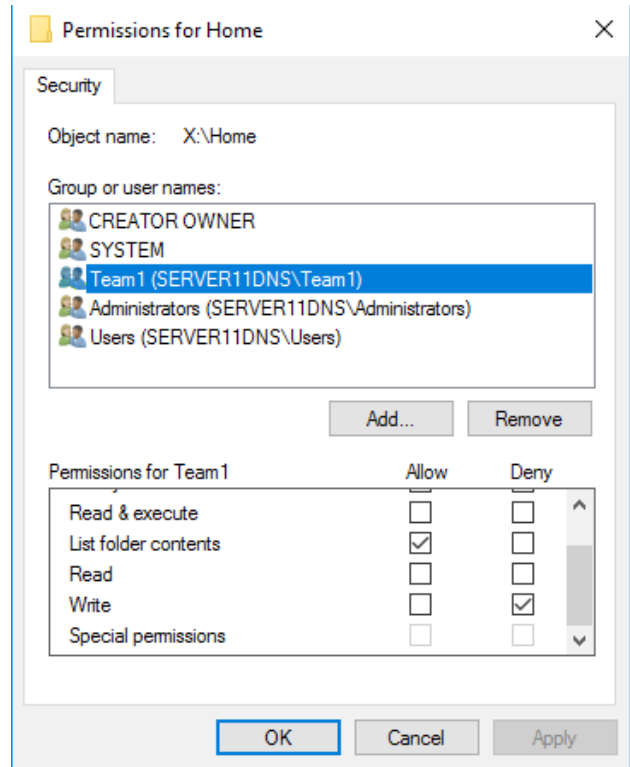 Permissions for Home
Security
Object name: X:\Home
Group or user names:
CREATOR OWNER
SYSTEM
Team1 (SERVER11DNS\Team1)
Administrators (SERVER11DNS\Administrators)
Users (SERVER11DNS\Users)
Add... Remove
Permissions for Team1 Allow Deny
Read & execute
List folder contents
Read
Write
Special permissions
OK Cancel Apply